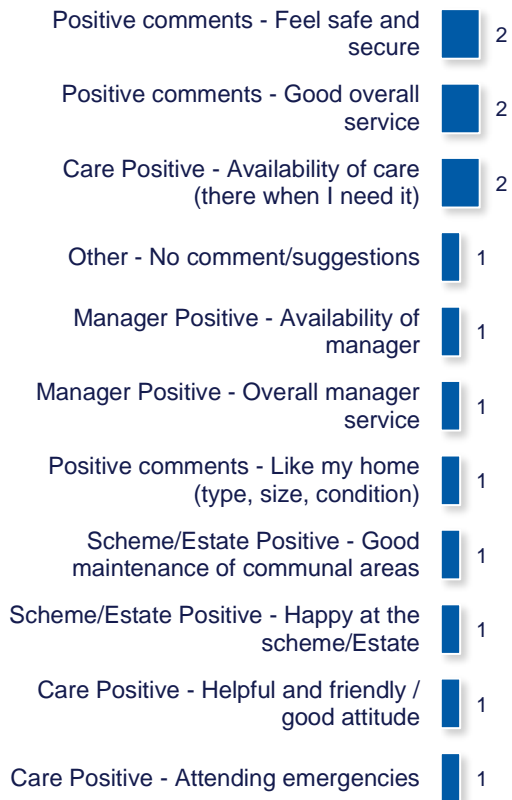 Positive comments - Feel safe and
secure
2
Positive comments - Good overall
service
2
Care Positive - Availability of care
(there when I need it)
2
Other - No comment/suggestions
1
Manager Positive - Availability of
manager
1
Manager Positive - Overall manager
service
1
Positive comments - Like my home
(type, size, condition)
1
Scheme/Estate Positive - Good
maintenance of communal areas
1
Scheme/Estate Positive - Happy at the
scheme/Estate
1
Care Positive - Helpful and friendly /
good attitude
1
Care Positive - Attending emergencies
1